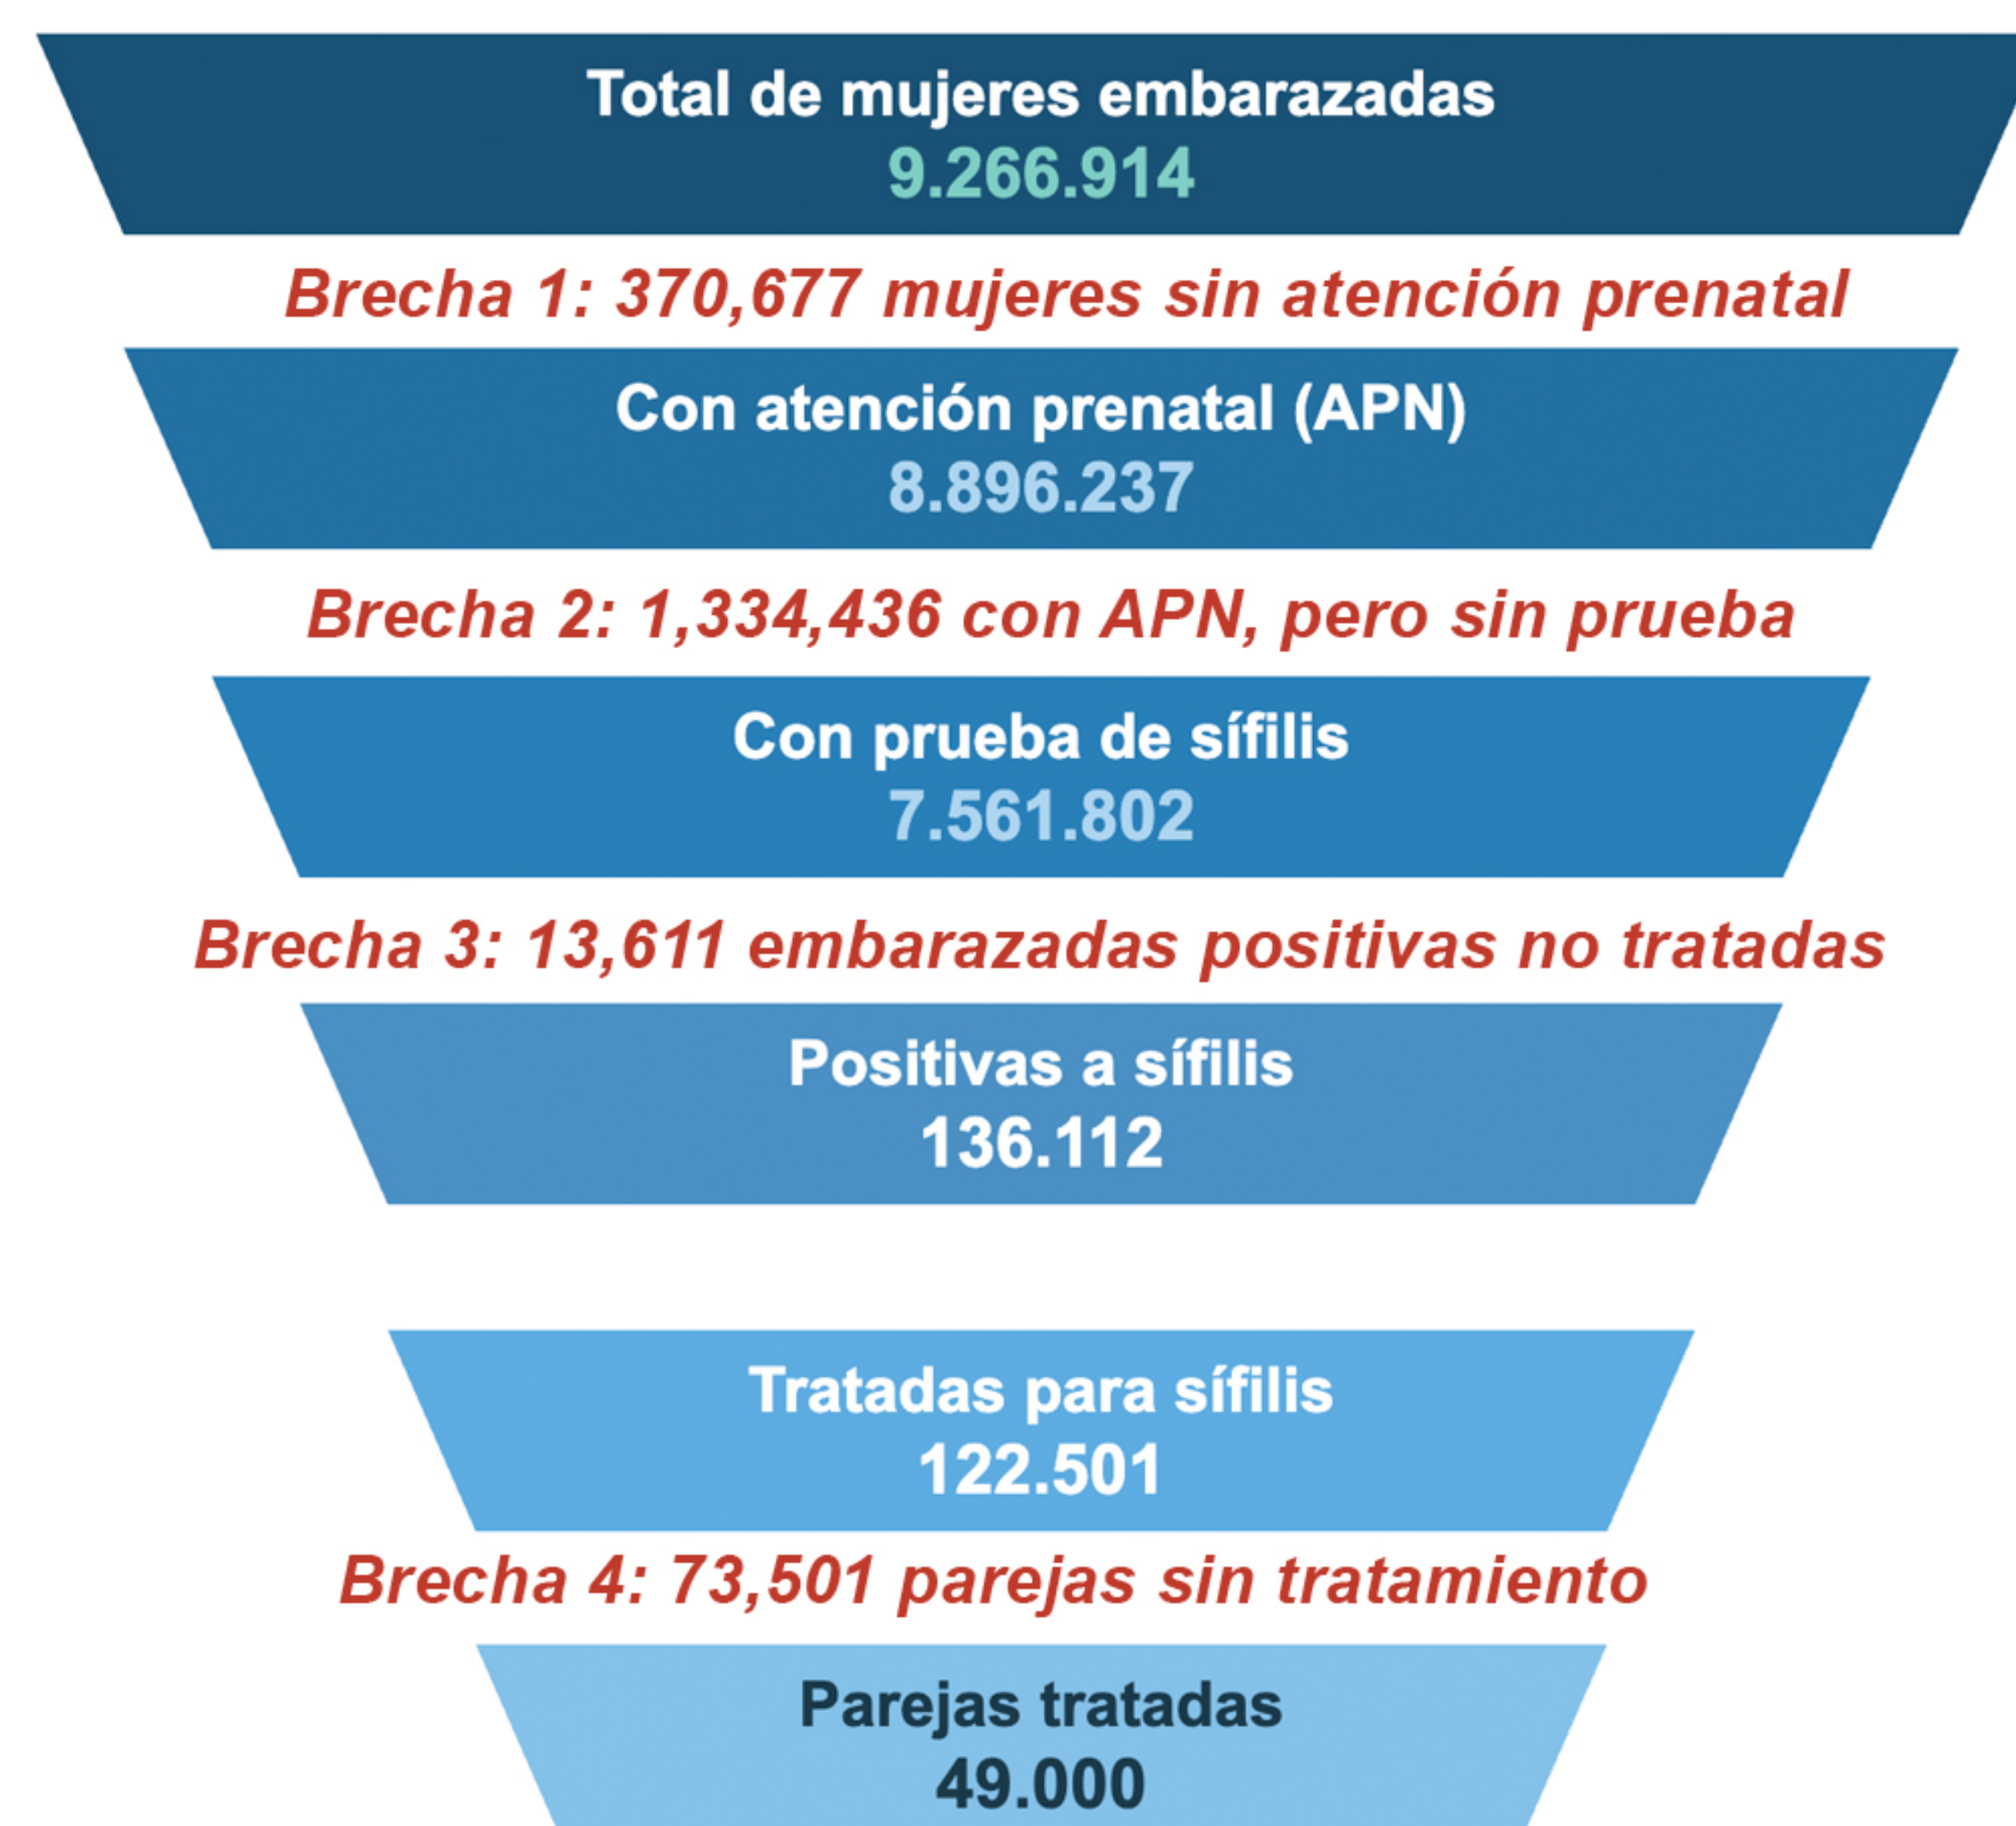 Total de mujeres embarazadas
9.266.914
Brecha 1: 370,677 mujeres sin atención prenatal
Con atención prenatal (APN)
8.896.237
Brecha 2: 1,334,436 con APN, pero sin prueba
Con prueba de sífilis
7.561.802
Brecha 3: 13,611 embarazadas positivas no tratadas
Positivas a sífilis
136.112
Tratadas para sífilis
122.501
Brecha 4: 73,501 parejas sin tratamiento
Parejas tratadas
49.000